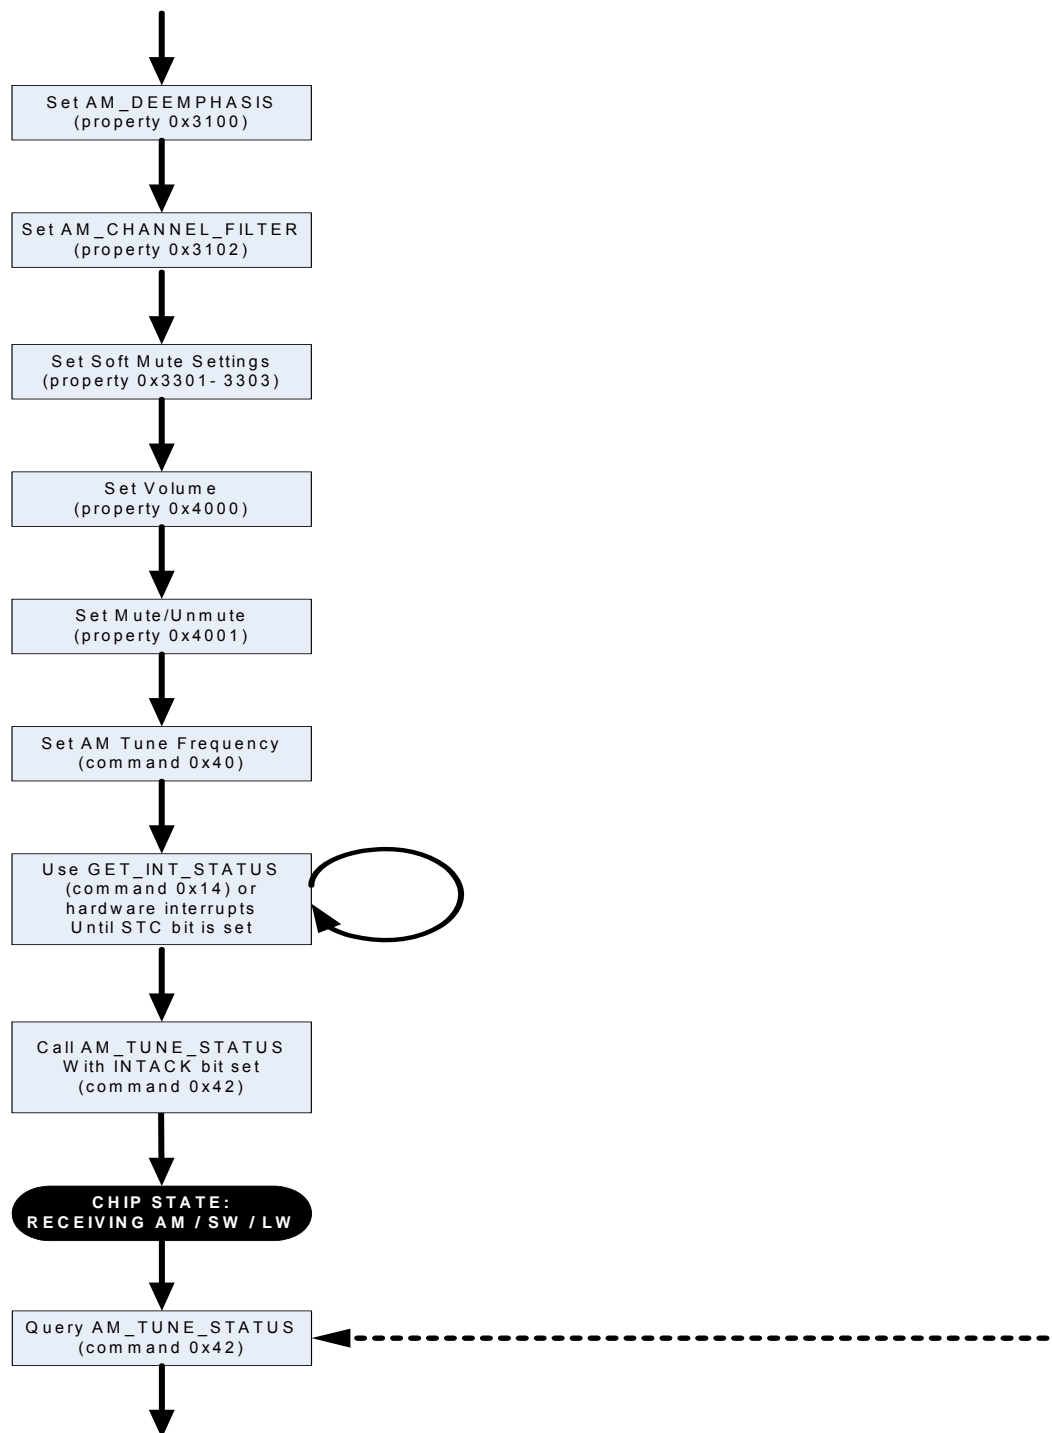 Set AM_DEEMPHASIS
(property 0x3100)
Set AM_CHANNEL_FILTER
(property 0x3102)
Set Soft Mute Settings
(property 0x3301- 3303)
Set Volume
(property 0x4000)
Set Mute/Unmute
(property 0x4001)
Set AM Tune Frequency
(command 0x40)
Use GET_INT_STATUS
(command 0x14) or
hardware interrupts
Until STC bit is set
Call AM_TUNE_STATUS
With INTACK bit set
(command 0x42)
CHIP STATE:
RECEIVING AM / SW / LW
Query AM_TUNE_STATUS
(command 0x42)